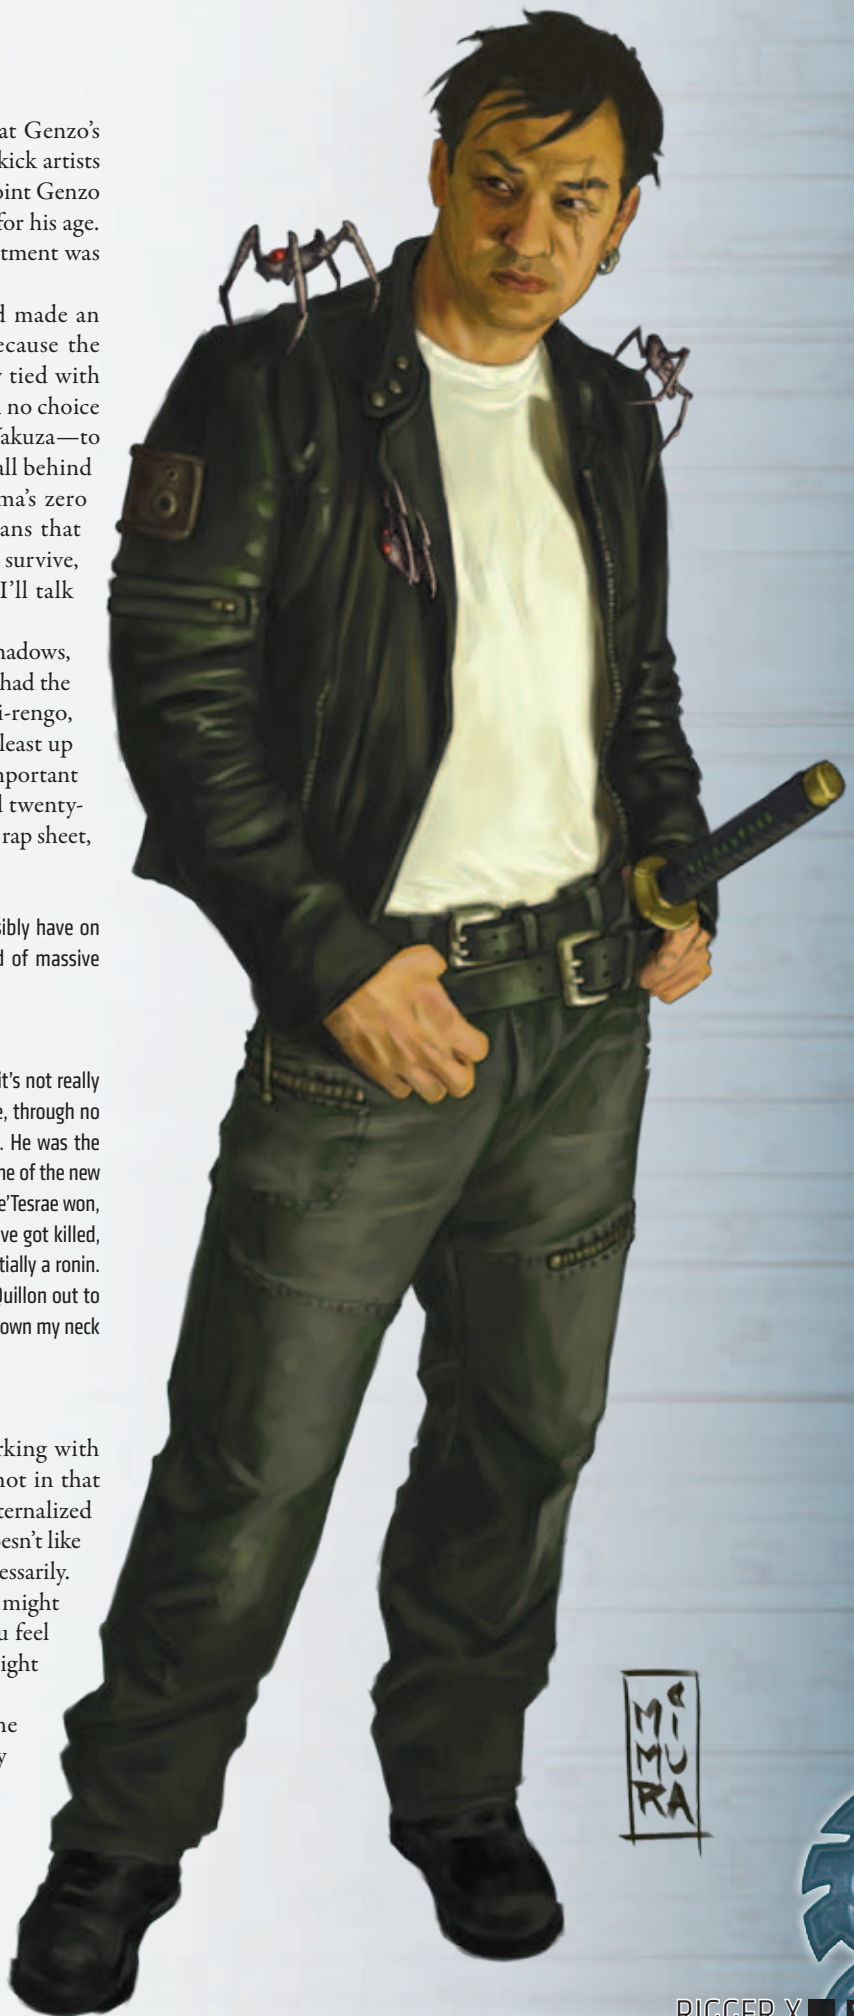 at Genzo's
kick artists
oint Genzo
for his age.
tment was
d made an
ecause the
y tied with
no choice
Yakuza—to
all behind
ma's zero
ans that
survive,
I'll talk
hadows,
had the
i-rengo,
least up
nportant
d twenty-
rap sheet,
sibly have on
d of massive
it's not really
e, through no
. He was the
ne of the new
e'Tesrae won,
ve got killed,
tially a ronin.
Quillon out to
own my neck
rking with
not in that
ternalized
esn't like
essarily.
might
u feel
ight
ne
y
RIGGER X